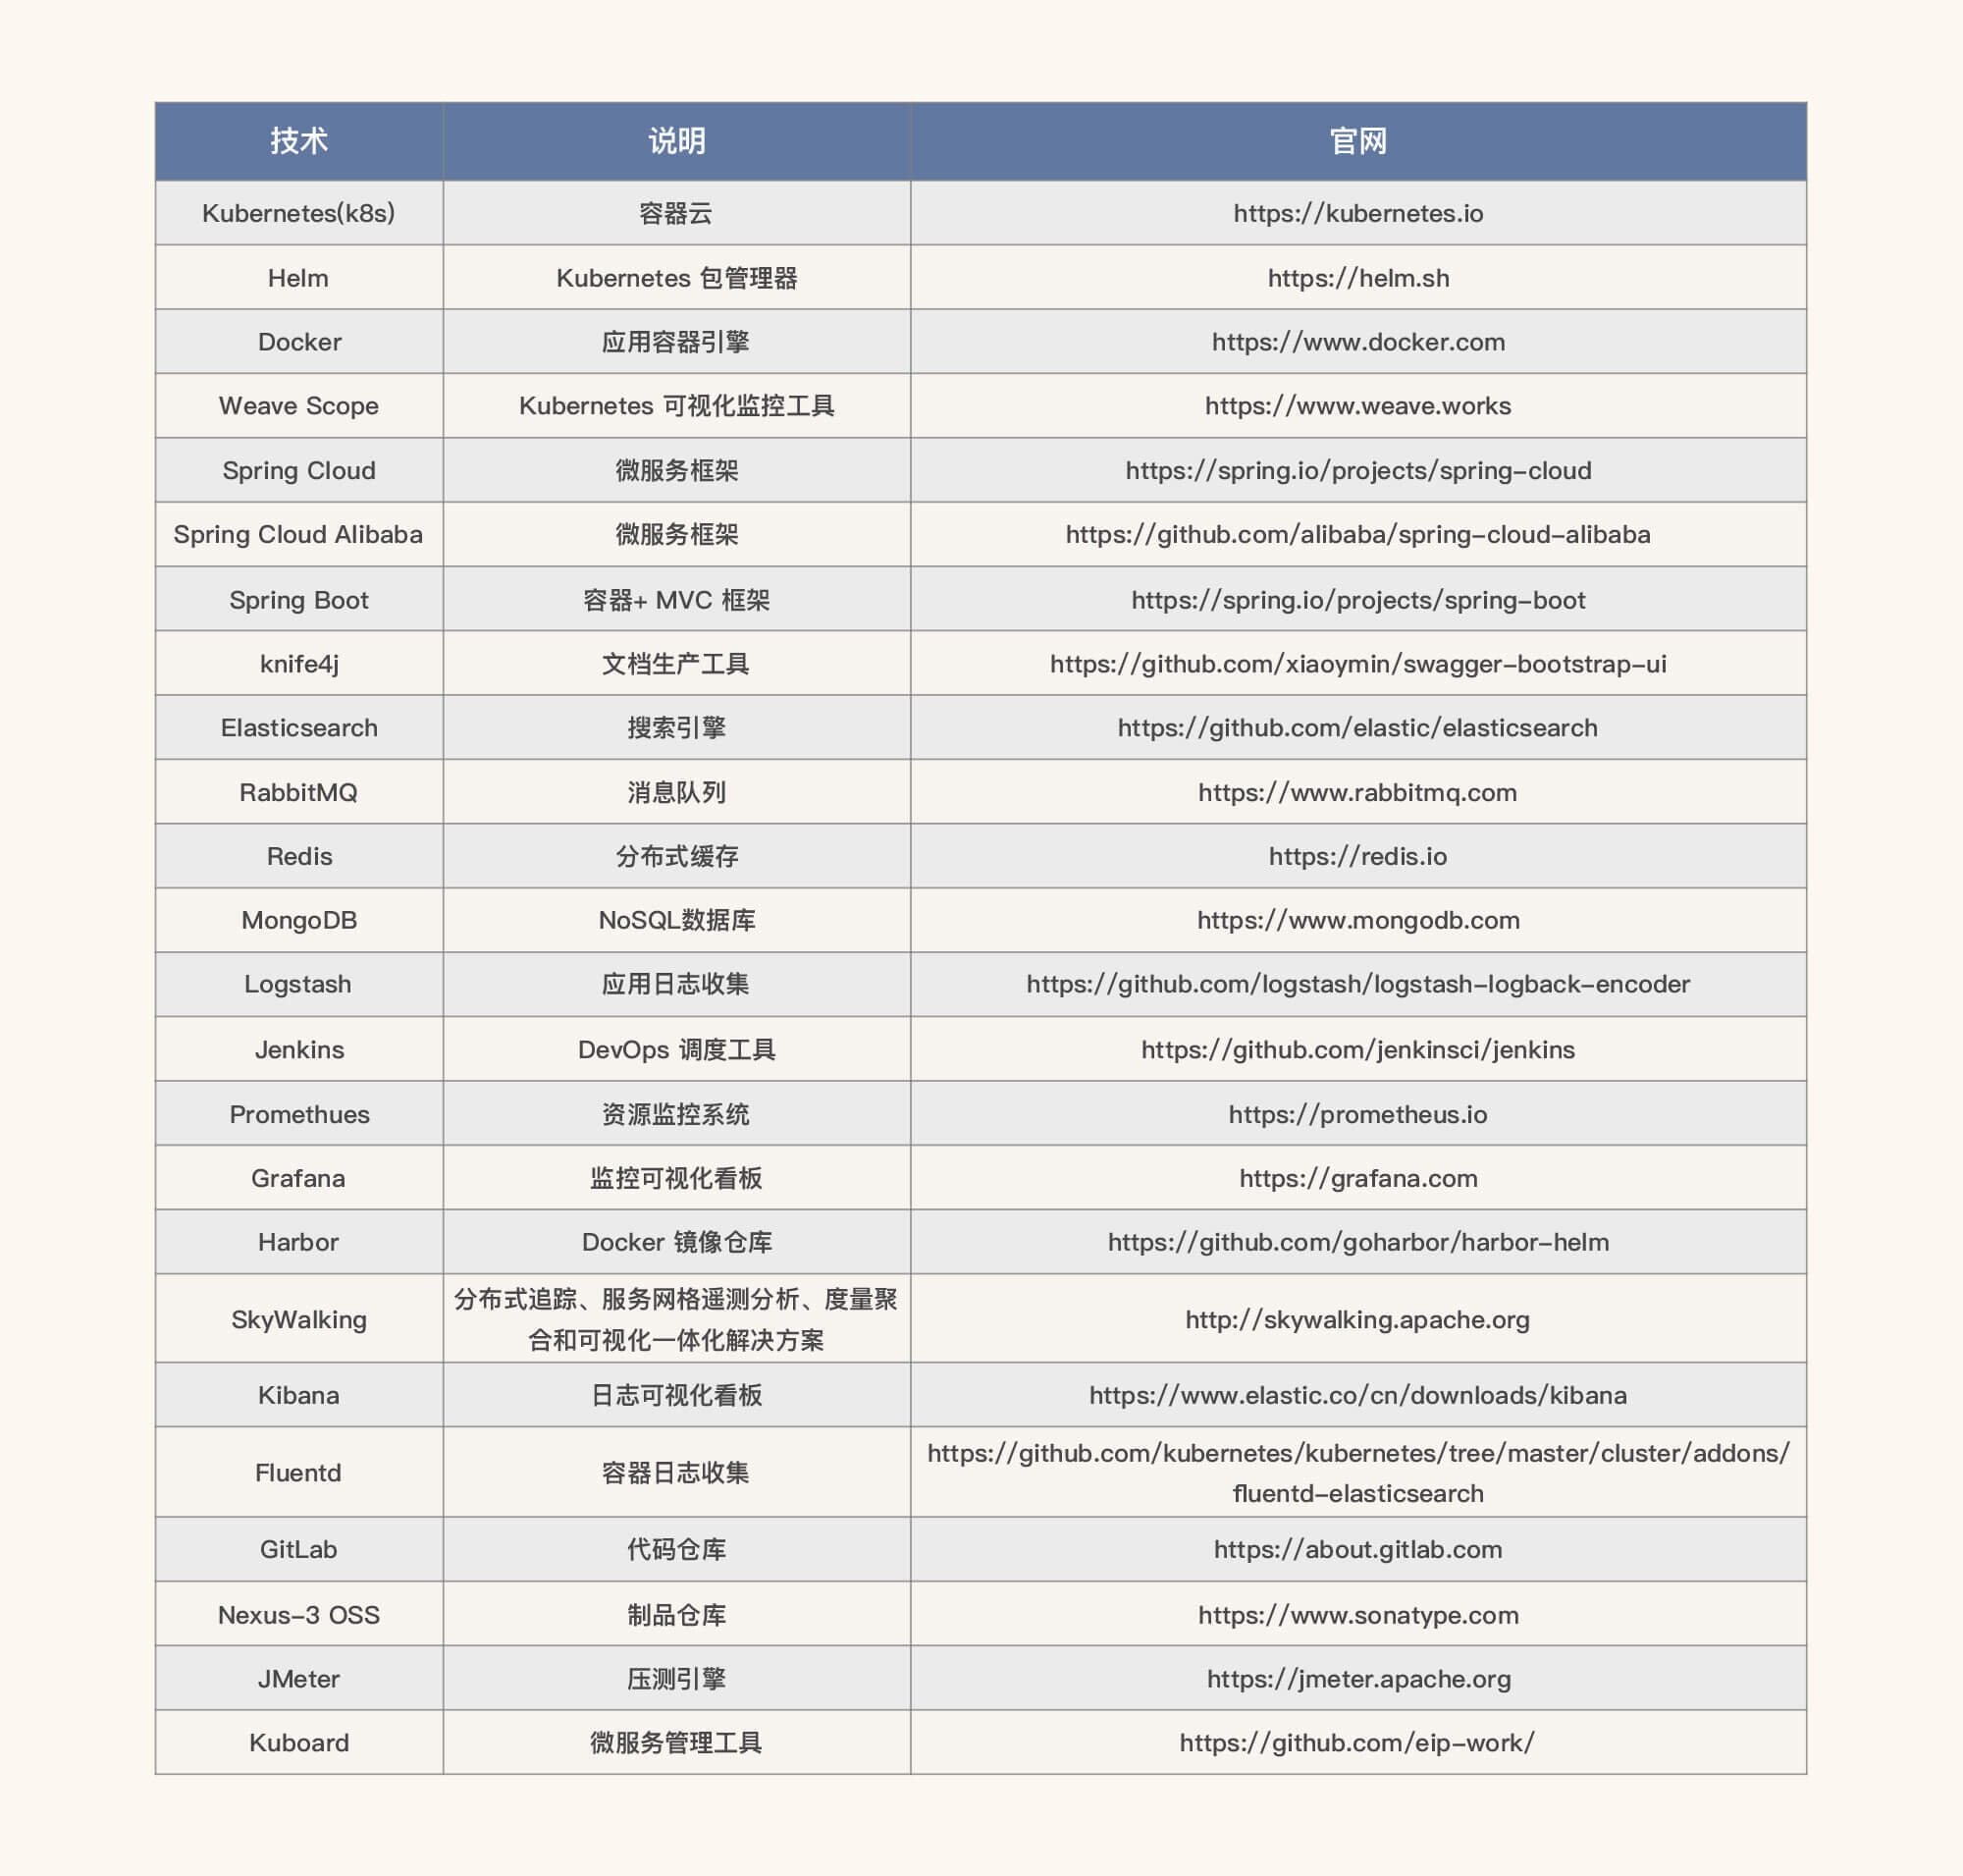 技术 说明 官网
Kubernetes(k8s) 容器云 https://kubernetes.io
Helm Kubernetes 包管理器 https://helm.sh
Docker 应用容器引擎 https://www.docker.com
Weave Scope Kubernetes 可视化监控工具 https://www.weave.works
Spring Cloud 微服务框架 https://spring.io/projects/spring-cloud
Spring Cloud Alibaba 微服务框架 https://github.com/alibaba/spring-cloud-alibaba
Spring Boot 容器+ MVC 框架 https://spring.io/projects/spring-boot
knife4j 文档生产工具 https://github.com/xiaoymin/swagger-bootstrap-ui
Elasticsearch 搜索引擎 https://github.com/elastic/elasticsearch
RabbitMQ 消息队列 https://www.rabbitmq.com
Redis 分布式缓存 https://redis.io
MongoDB NoSQL数据库 https://www.mongodb.com
Logstash 应用日志收集 https://github.com/logstash/logstash-logback-encoder
Jenkins DevOps 调度工具 https://github.com/jenkinsci/jenkins
Promethues 资源监控系统 https://prometheus.io
Grafana 监控可视化看板 https://grafana.com
Harbor Docker 镜像仓库 https://github.com/goharbor/harbor-helm
SkyWalking 分布式追踪、服务网格遥测分析、度量聚
合和可视化一体化解决方案 http://skywalking.apache.org
Kibana 日志可视化看板 https://www.elastic.co/cn/downloads/kibana
Fluentd 容器日志收集 https://github.com/kubernetes/kubernetes/tree/master/cluster/addons/
fluentd-elasticsearch
GitLab 代码仓库 https://about.gitlab.com
Nexus-3 OSS 制品仓库 https://www.sonatype.com
JMeter 压测引擎 https://jmeter.apache.org
Kuboard 微服务管理工具 https://github.com/eip-work/